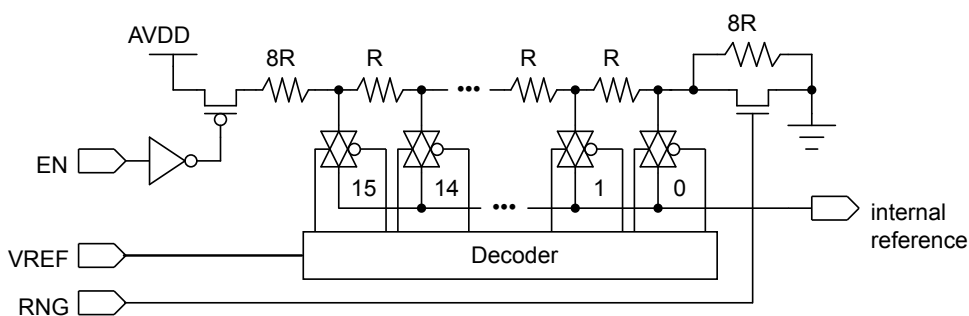 8R
AVDD
8R
R
•••
R
R
EN
15
14
1
0
•••
internal
reference
VREF
Decoder
RNG